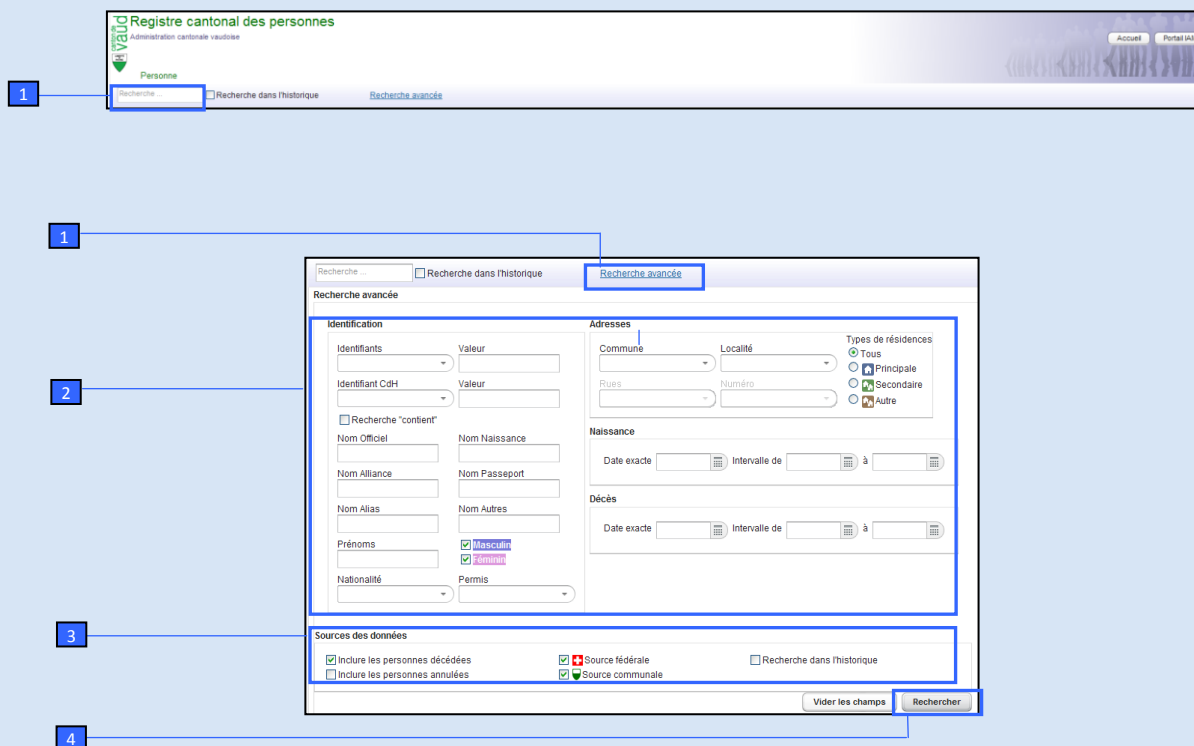 canton de vaud
Registre cantonal des personnes
Administration cantonale vaudoise
Accueil Portail
Personne
1
Recherche ... Recherche dans l'historique Recherche avancée
1
Recherche ... Recherche dans l'historique Recherche avancée
Recherche avancée
Identification
Identifiants Valeur
Identifiant CdH Valeur
Recherche "contient"
Nom Officiel Nom Naissance
Nom Alliance Nom Passeport
Nom Alias Nom Autres
Prénoms Masculin
Féminin
Nationalité Permis
Adresses
Commune Localité
Rues Numéro
Types de résidences
Tous
Principale
Secondaire
Autre
Naissance
Date exacte Intervalle de à
Décès
Date exacte Intervalle de à
2
3
Sources des données
Inclure les personnes décédées Source fédérale Recherche dans l'historique
Inclure les personnes annulées Source communale
Vider les champs Rechercher
4